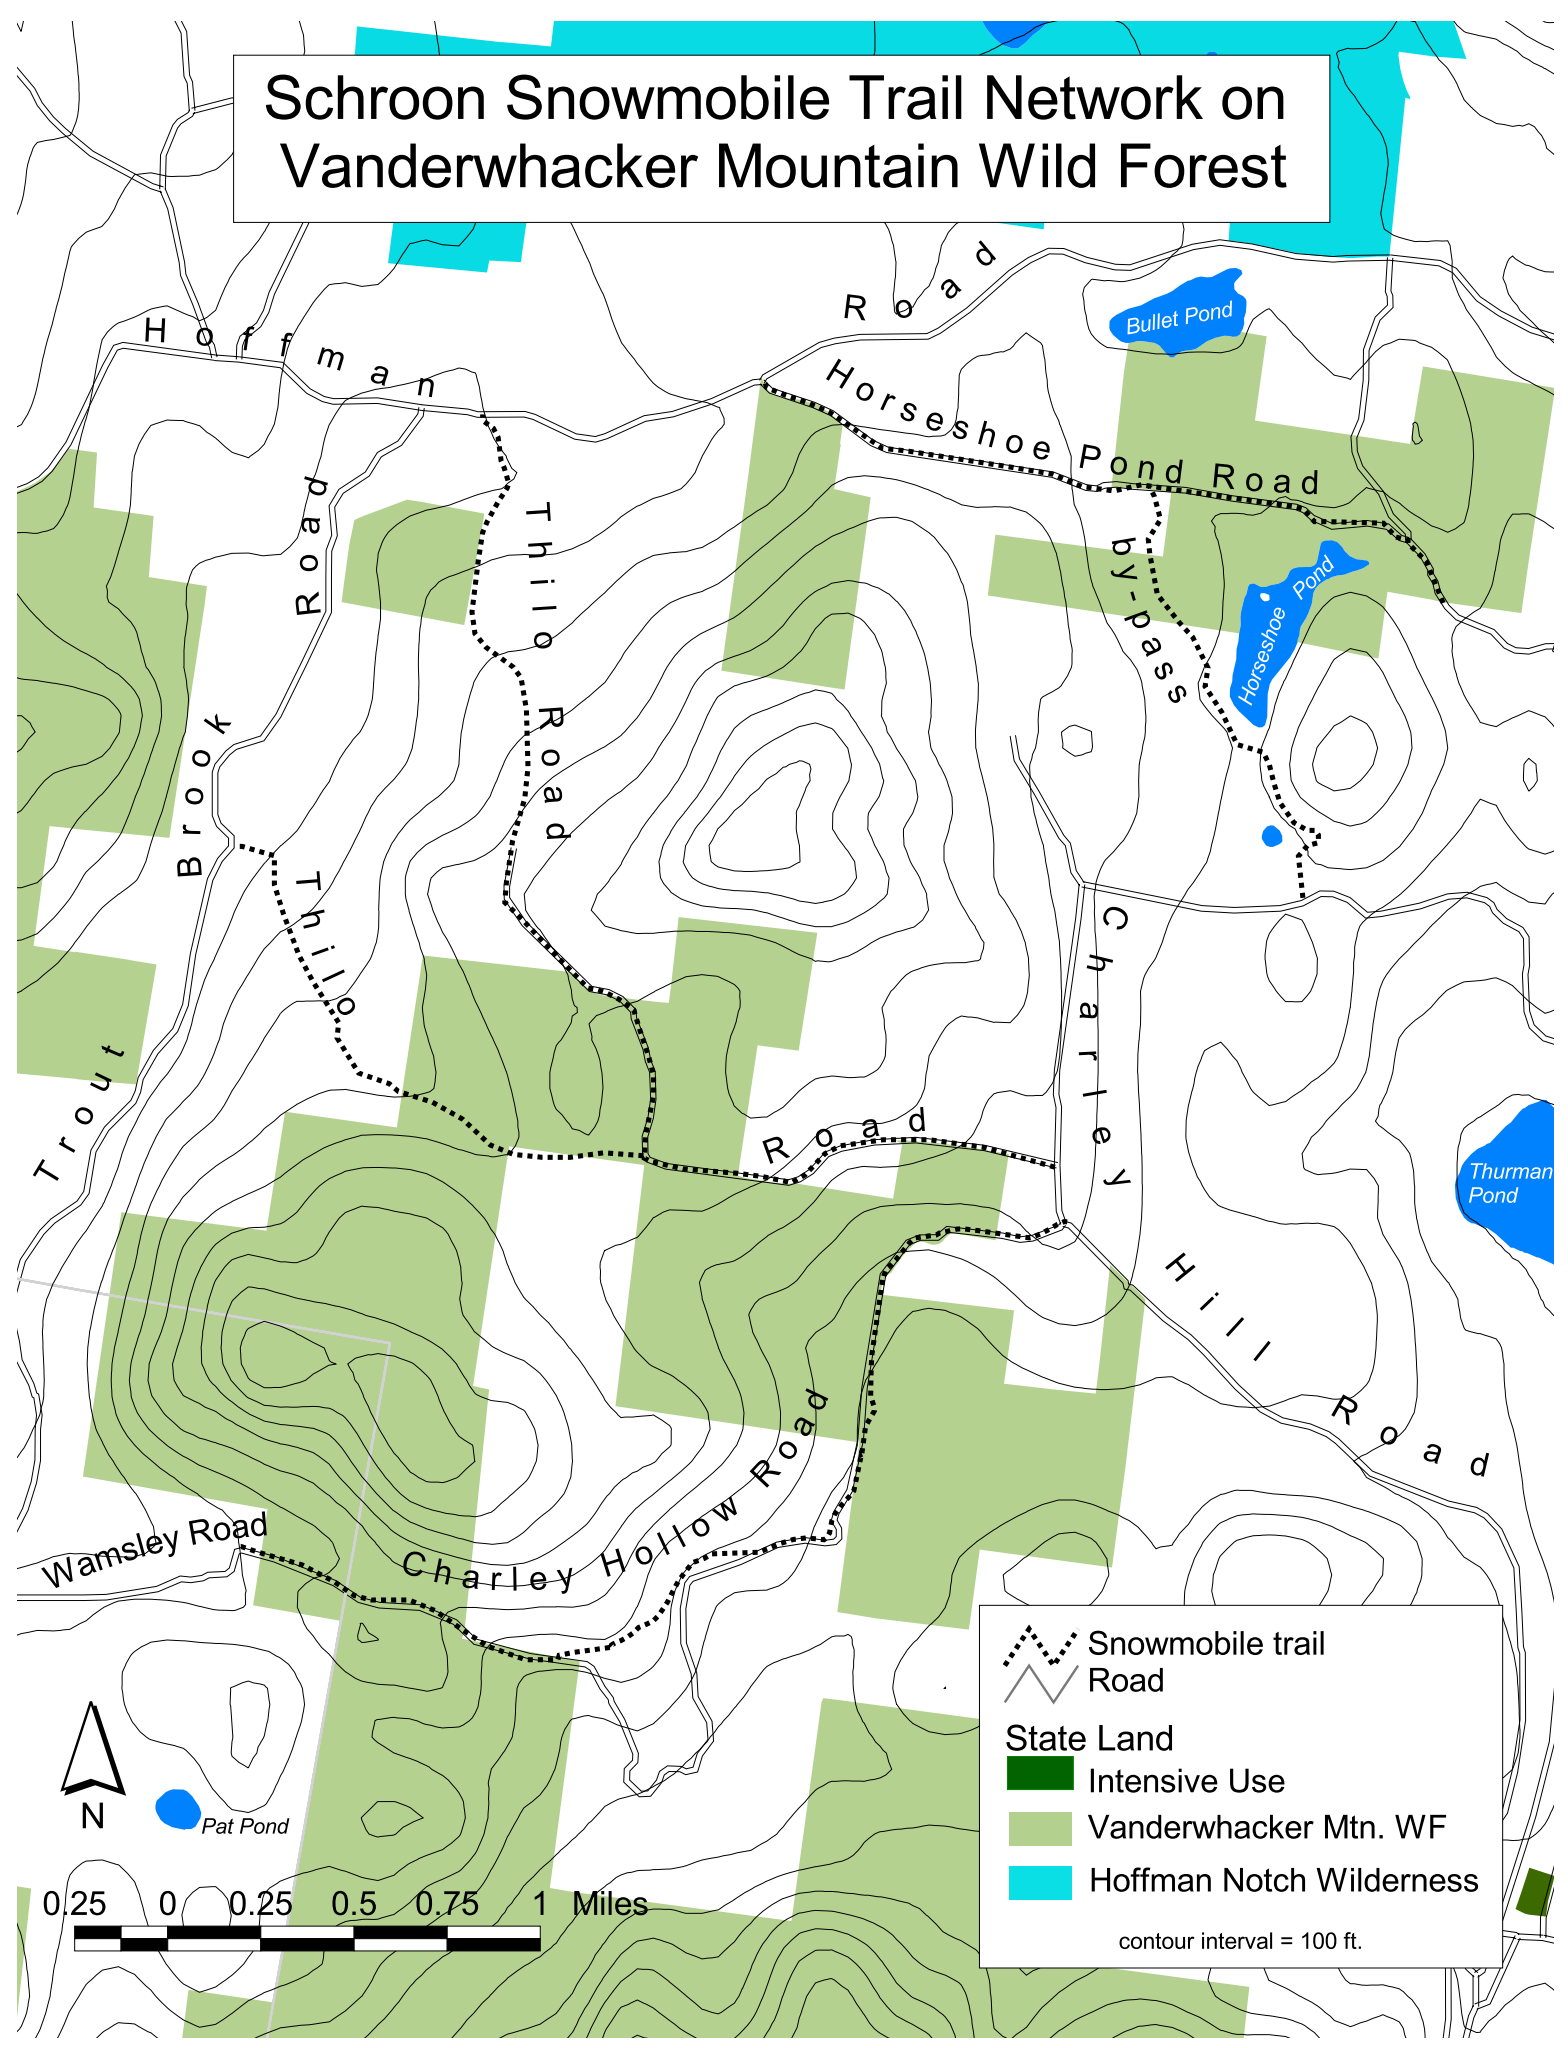 Schroon Snowmobile Trail Network on
Vanderwhacker Mountain Wild Forest
Hoffman Road
Bullet Pond
Horseshoe Pond Road
by-pass
Horseshoe Pond
Thilo Road
Trout Brook Road
Thilo Road
Charley Hill Road
Thurman
Pond
Wamsley Road
Charley Hollow Road
Pat Pond
N
0.25 0 0.25 0.5 0.75 1 Miles
Snowmobile trail
Road
State Land
Intensive Use
Vanderwhacker Mtn. WF
Hoffman Notch Wilderness
contour interval = 100 ft.